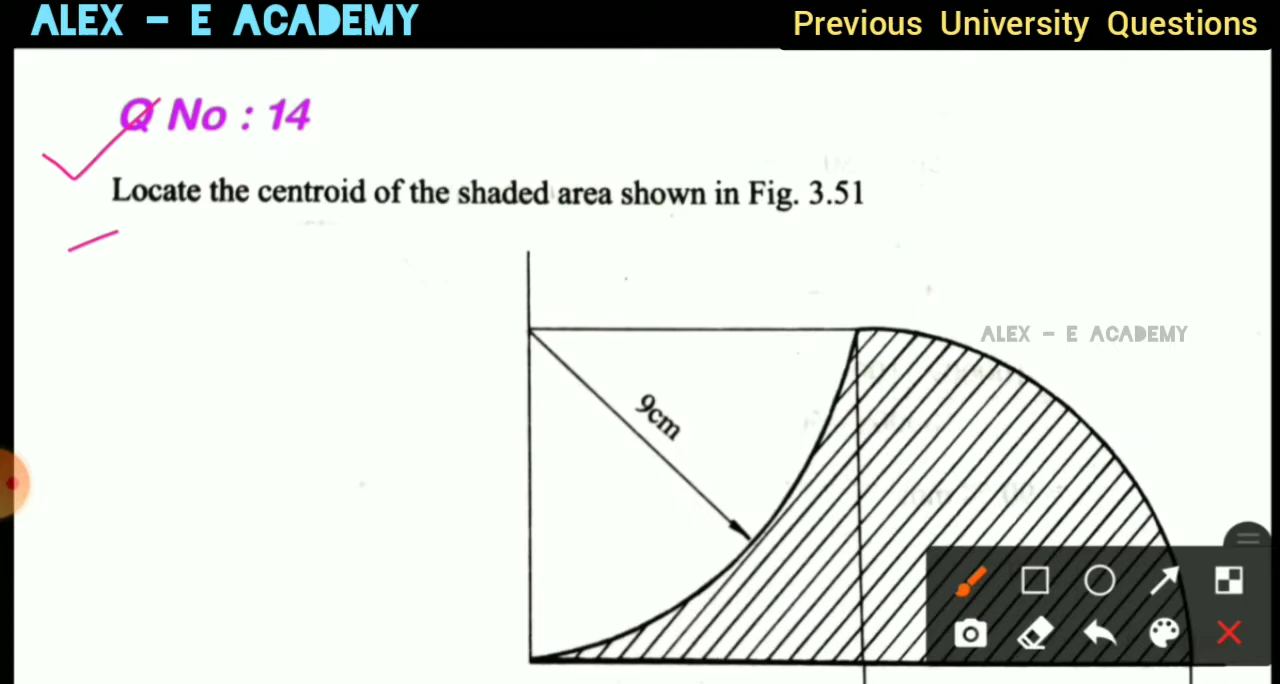 ALEX - E ACADEMY
Previous University Questions
Q No : 14
Locate the centroid of the shaded area shown in Fig. 3.51
ALEX - E ACADEMY
9cm